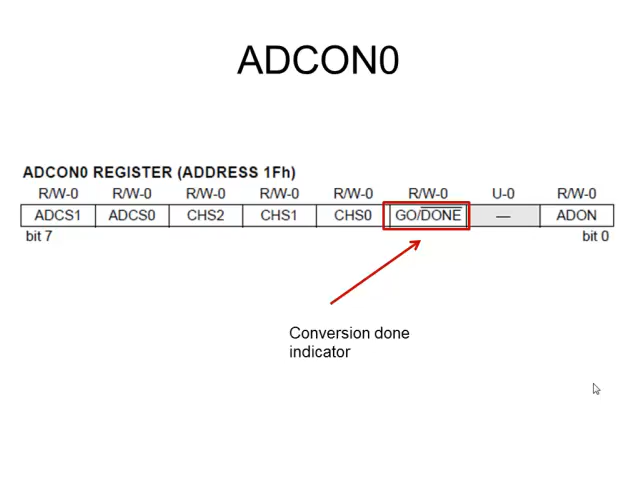 ADCON0
ADCON0 REGISTER (ADDRESS 1Fh)
R/W-0 R/W-0 R/W-0 R/W-0 R/W-0 R/W-0 U-0 R/W-0
ADCS1 ADCS0 CHS2 CHS1 CHS0 GO/DONE — ADON
bit 7 bit 0
Conversion done
indicator